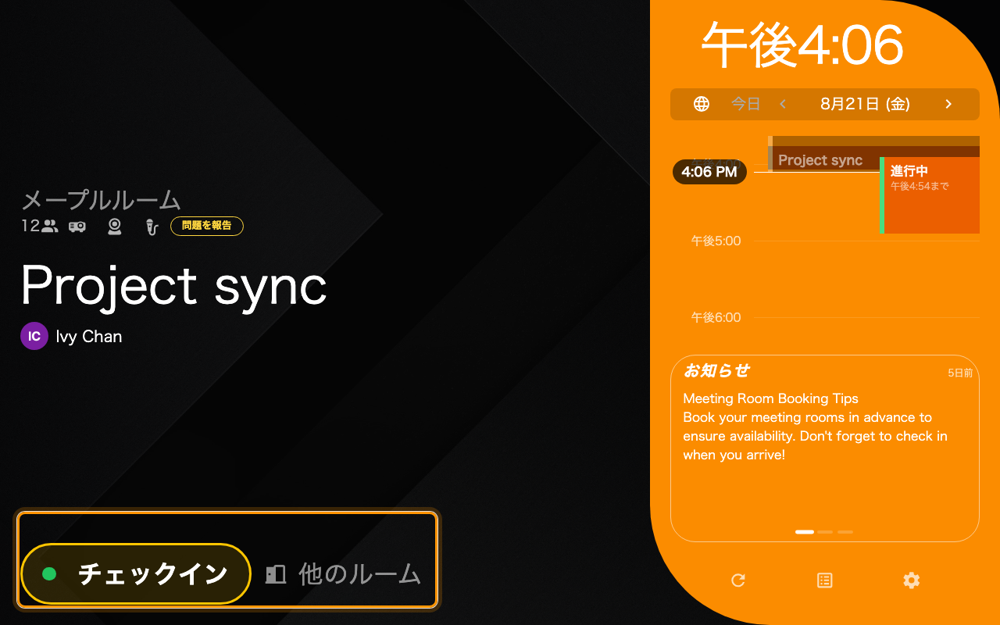 メープルルーム
12
問題を報告
Project sync
IC
Ivy Chan
チェックイン
他のルーム
午後4:06
今日
8月21日 (金)
午後4:00
Project sync
4:06 PM
進行中
午後4:54まで
午後5:00
午後6:00
お知らせ
5日前
Meeting Room Booking Tips
Book your meeting rooms in advance to
ensure availability. Don't forget to check in
when you arrive!